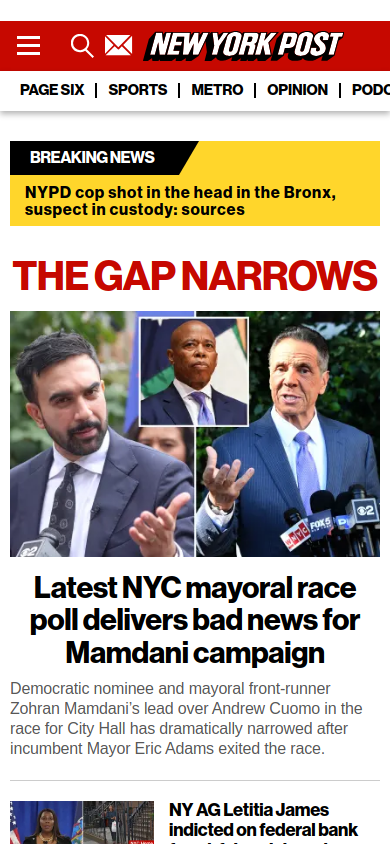 NEW YORK POST
PAGE SIX
SPORTS
METRO
OPINION
PODC
BREAKING NEWS
NYPD cop shot in the head in the Bronx,
suspect in custody: sources
THE GAP NARROWS
2
FOX 5
2
Latest NYC mayoral race
poll delivers bad news for
Mamdani campaign
Democratic nominee and mayoral front-runner
Zohran Mamdani's lead over Andrew Cuomo in the
race for City Hall has dramatically narrowed after
incumbent Mayor Eric Adams exited the race.
NY AG Letitia James
indicted on federal bank